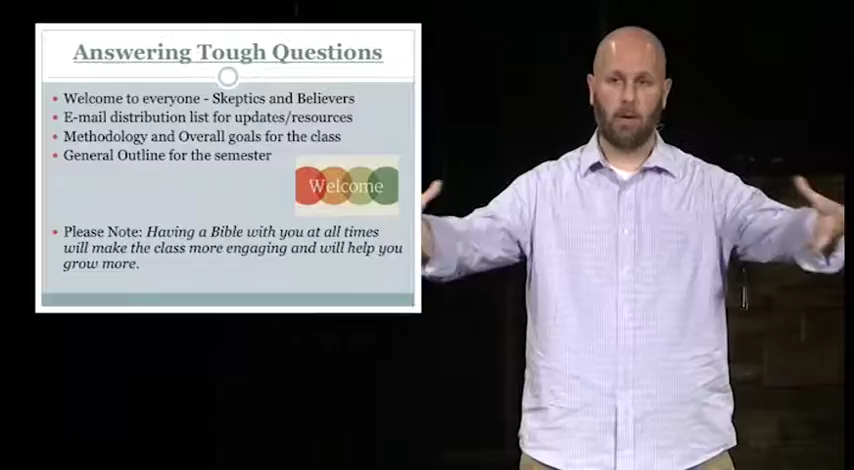 Answering Tough Questions
• Welcome to everyone - Skeptics and Believers
• E-mail distribution list for updates/resources
• Methodology and Overall goals for the class
• General Outline for the semester
Welcome
• Please Note: Having a Bible with you at all times
will make the class more engaging and will help you
grow more.